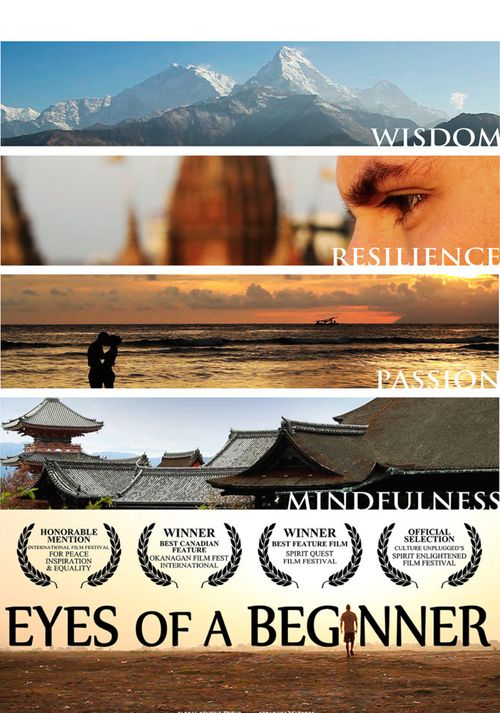 WISDOM
RESILIENCE
PASSION
MINDFULNESS
HONORABLE
MENTION
INTERNATIONAL FILM FESTIVAL
FOR PEACE
INSPIRATION
& EQUALITY
WINNER
BEST CANADIAN
FEATURE
OKANAGAN FILM FEST
INTERNATIONAL
WINNER
BEST FEATURE FILM
SPIRIT QUEST
FILM FESTIVAL
OFFICIAL
SELECTION
CULTURE UNPLUGGED'S
SPIRIT ENLIGHTENED
FILM FESTIVAL
EYES OF A BEGINNER